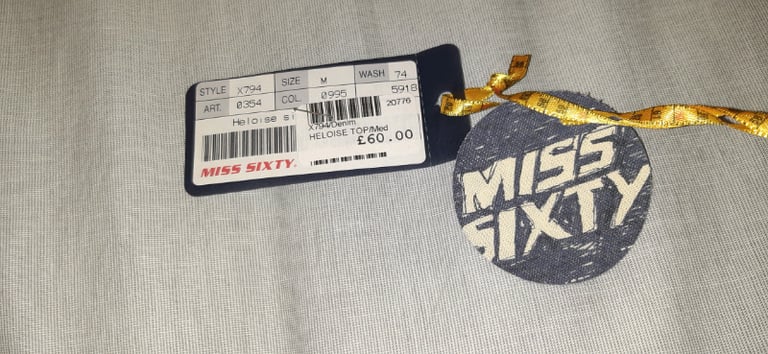 STYLE X794 SIZE M WASH 74
ART. 0354 COL. 0995 5918
Heloise si
20776
X794/Denim
HELOISE TOP/Med
£60.00
MISS SIXTY
MISS
SIXTY